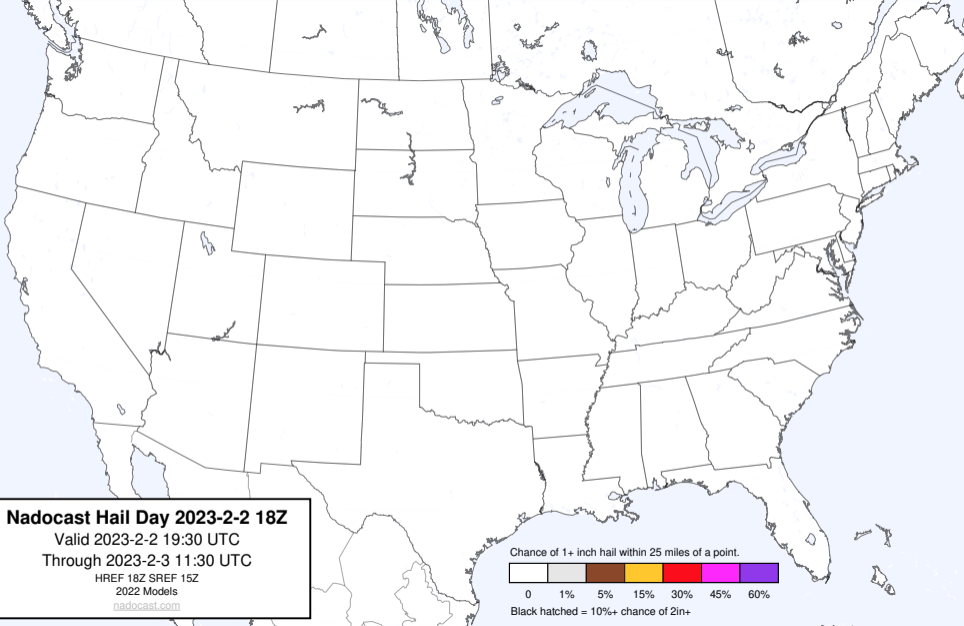 Nadocast Hail Day 2023-2-2 18Z
Valid 2023-2-2 19:30 UTC
Through 2023-2-3 11:30 UTC
HREF 18Z SREF 15Z
2022 Models
nadocast.com
Chance of 1+ inch hail within 25 miles of a point.
0 1% 5% 15% 30% 45% 60%
Black hatched = 10%+ chance of 2in+